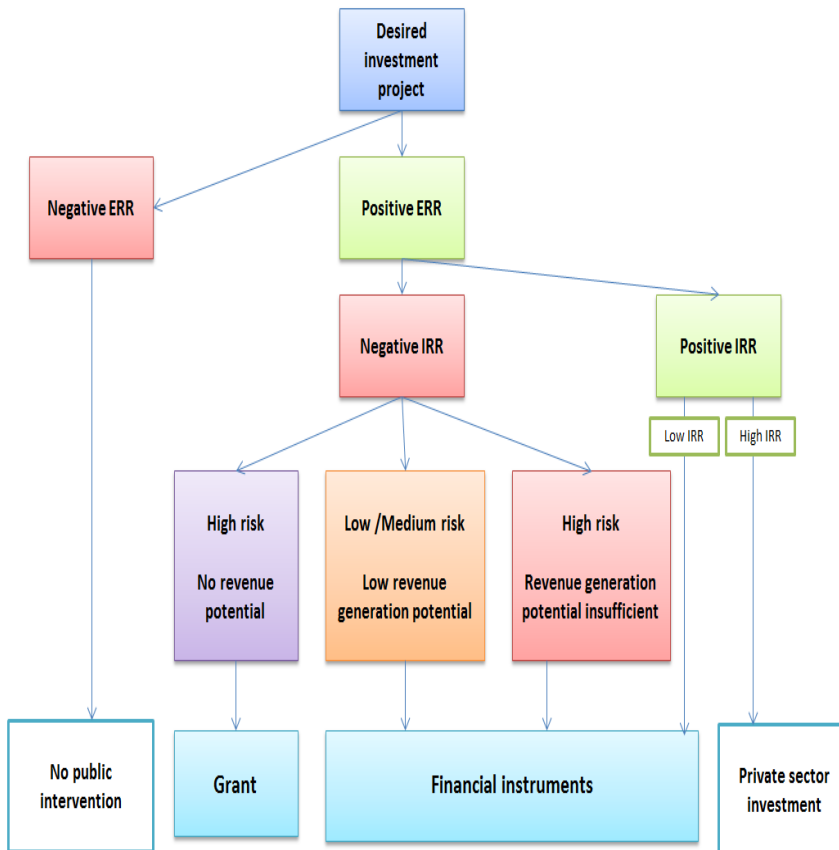 Desired
investment
project
Negative ERR
Positive ERR
Negative IRR
Positive IRR
Low IRR
High IRR
High risk
No revenue
potential
Low /Medium risk
Low revenue
generation potential
High risk
Revenue generation
potential insufficient
No public
intervention
Grant
Financial instruments
Private sector
investment